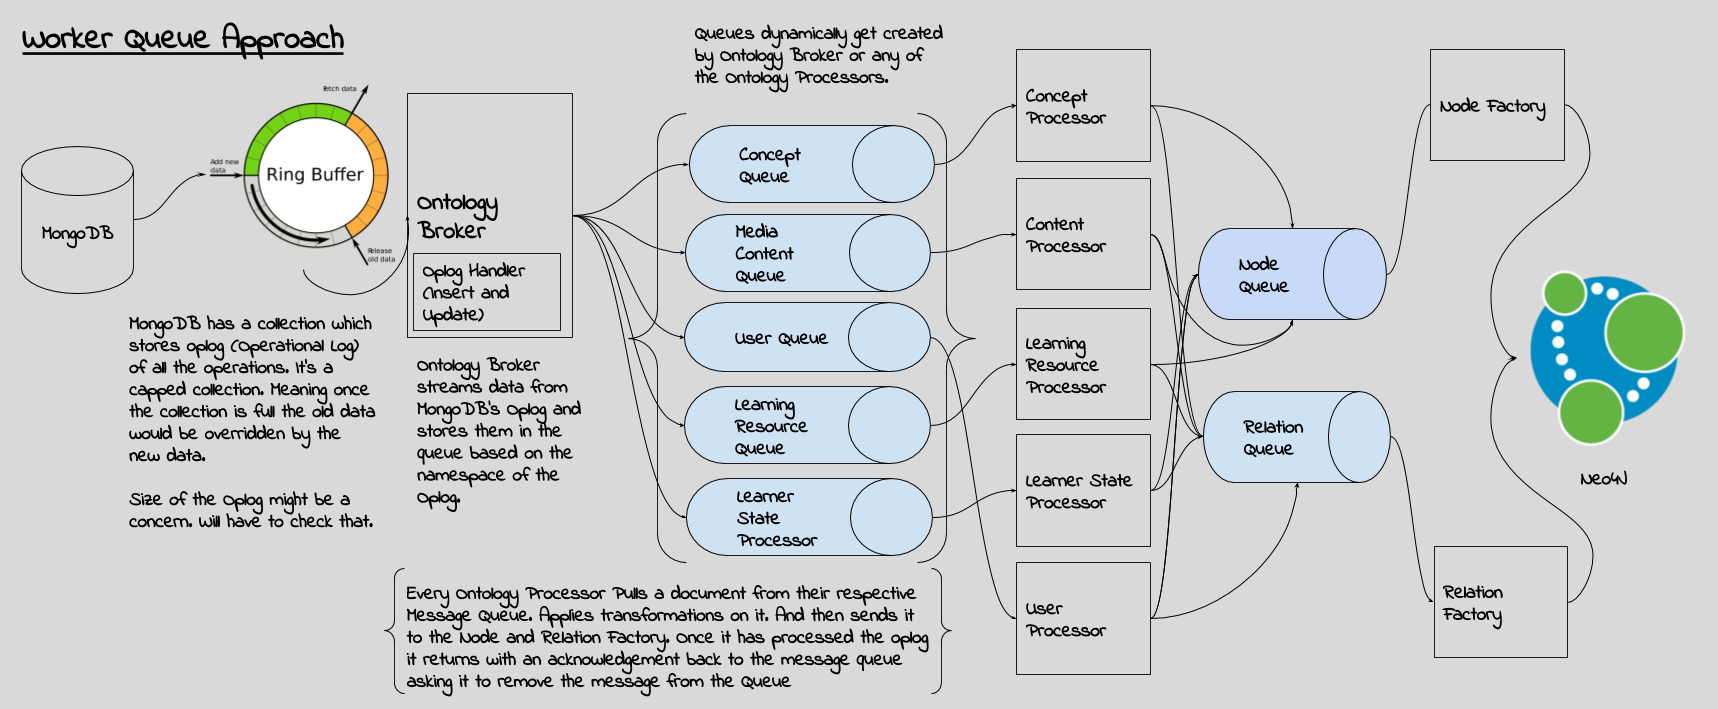 Worker Queue Approach
MongoDB
fetch data
Add new
data
Ring Buffer
Release
old data
MongoDB has a collection which
stores oplog (Operational Log)
of all the operations. It's a
capped collection. Meaning once
the collection is full the old data
would be overridden by the
new data.
Size of the Oplog might be a
concern. Will have to check that.
Ontology
Broker
Oplog Handler
(Insert and
Update)
Ontology Broker
streams data from
MongoDB's Oplog and
stores them in the
queue based on the
namespace of the
Oplog.
Queues dynamically get created
by Ontology Broker or any of
the Ontology Processors.
Concept
Queue
Media
Content
Queue
User Queue
Learning
Resource
Queue
Learner
State
Processor
Every Ontology Processor Pulls a document from their respective
Message Queue. Applies transformations on it. And then sends it
to the Node and Relation Factory. Once it has processed the oplog
it returns with an acknowledgement back to the message queue
asking it to remove the message from the Queue
Concept
Processor
Content
Processor
Learning
Resource
Processor
Learner State
Processor
User
Processor
Node
Queue
Relation
Queue
Node Factory
Relation
Factory
Neo4J